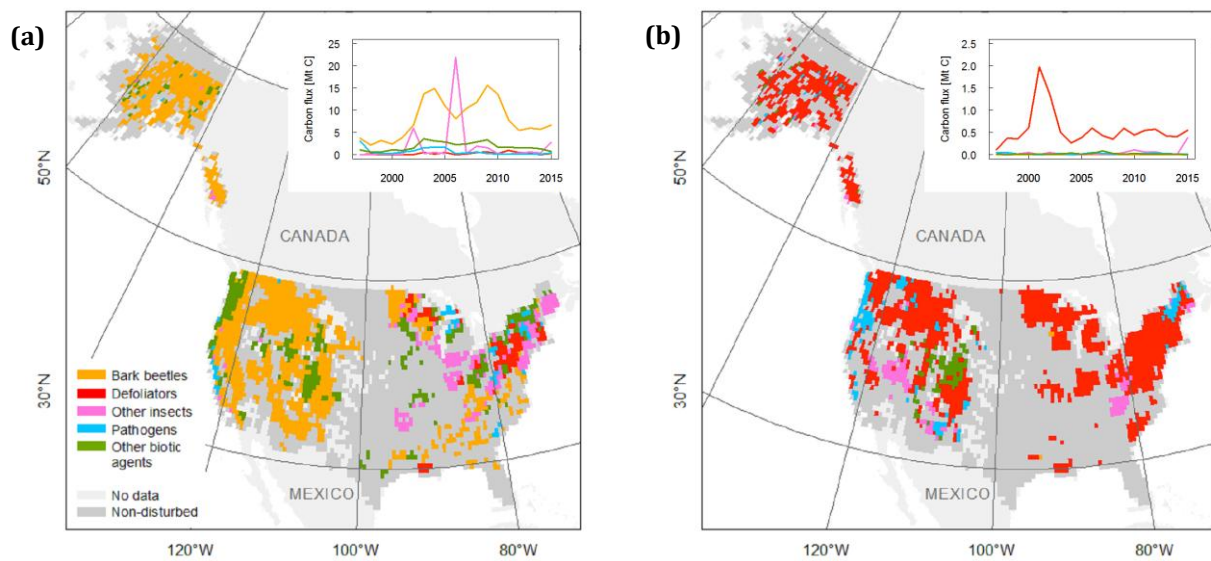 (a)
25
20
15
10
5
0
Carbon flux [Mt C]
2000
2005
2010
2015
50°N
30°N
CANADA
MEXICO
Bark beetles
Defoliators
Other insects
Pathogens
Other biotic
agents
No data
Non-disturbed
120°W
100°W
80°W
(b)
2.5
2.0
1.5
1.0
0.5
0.0
Carbon flux [Mt C]
2000
2005
2010
2015
50°N
30°N
CANADA
MEXICO
120°W
100°W
80°W